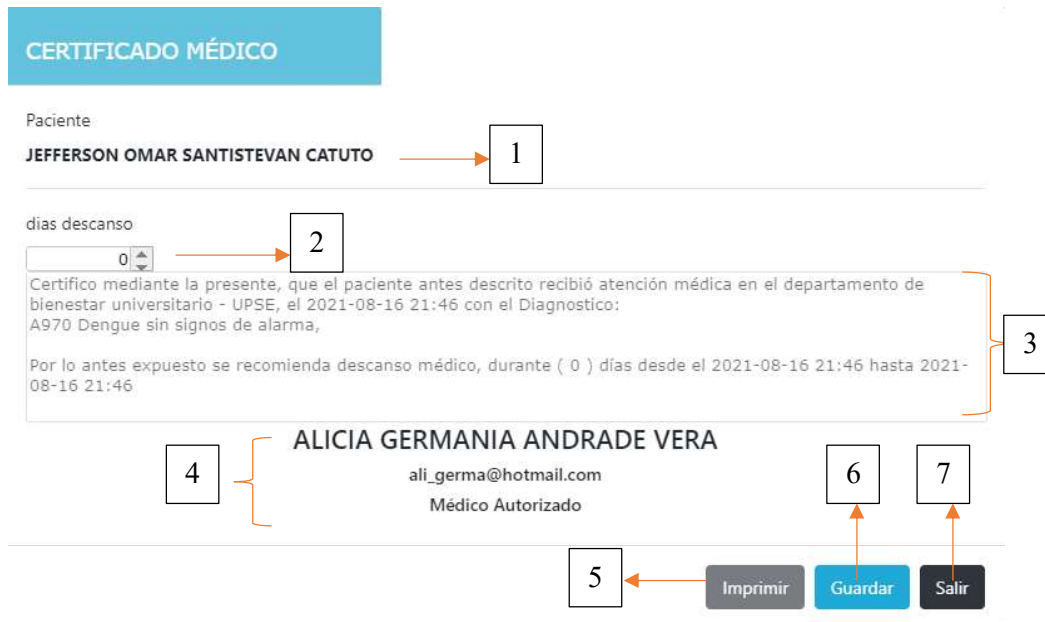 CERTIFICADO MÉDICO
Paciente
JEFFERSON OMAR SANTISTEVAN CATUTO
1
dias descanso
2
0
Certifico mediante la presente, que el paciente antes descrito recibió atención médica en el departamento de
bienestar universitario - UPSE, el 2021-08-16 21:46 con el Diagnostico:
A970 Dengue sin signos de alarma,
3
Por lo antes expuesto se recomienda descanso médico, durante ( 0 ) días desde el 2021-08-16 21:46 hasta 2021-
08-16 21:46
ALICIA GERMANIA ANDRADE VERA
4
ali_germa@hotmail.com
6
7
Médico Autorizado
5
Imprimir
Guardar
Salir